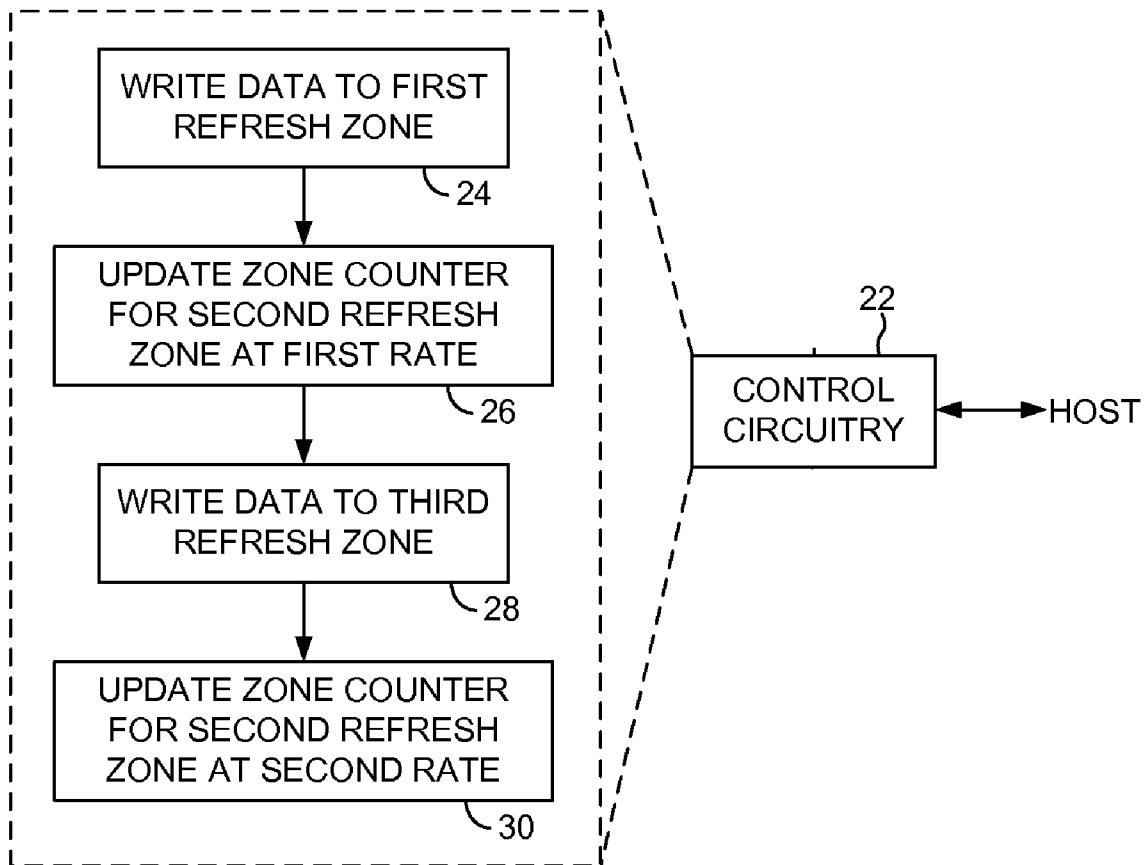 WRITE DATA TO FIRST
REFRESH ZONE
24
UPDATE ZONE COUNTER
FOR SECOND REFRESH
ZONE AT FIRST RATE
26
WRITE DATA TO THIRD
REFRESH ZONE
28
UPDATE ZONE COUNTER
FOR SECOND REFRESH
ZONE AT SECOND RATE
30
22
CONTROL
CIRCUITRY
HOST